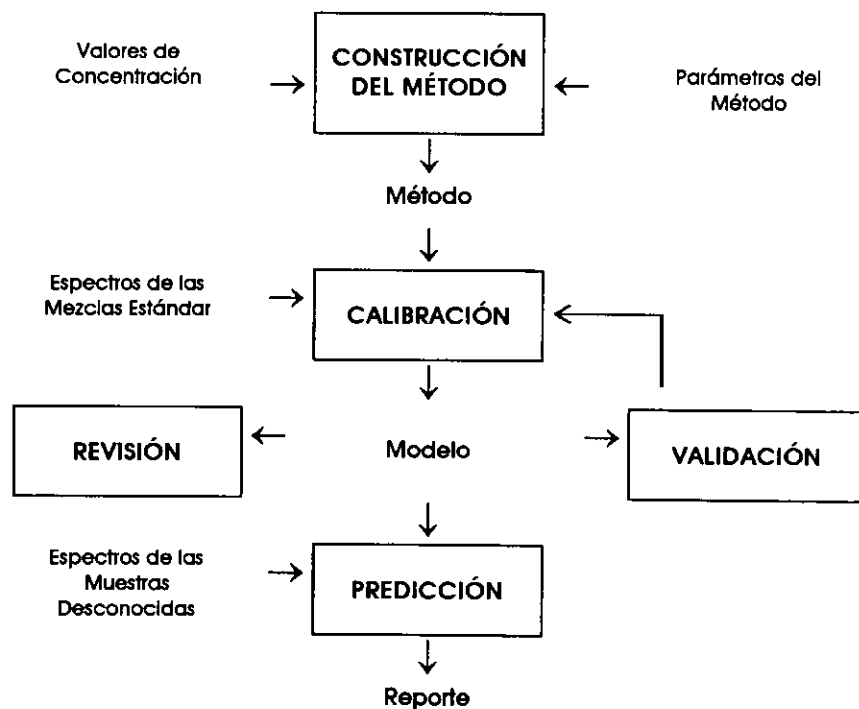 Valores de
Concentración
CONSTRUCCIÓN
DEL MÉTODO
Parámetros del
Método
Método
Espectros de las
Mezclas Estándar
CALIBRACIÓN
REVISIÓN
Modelo
VALIDACIÓN
Espectros de las
Muestras
Desconocidas
PREDICCIÓN
Reporte